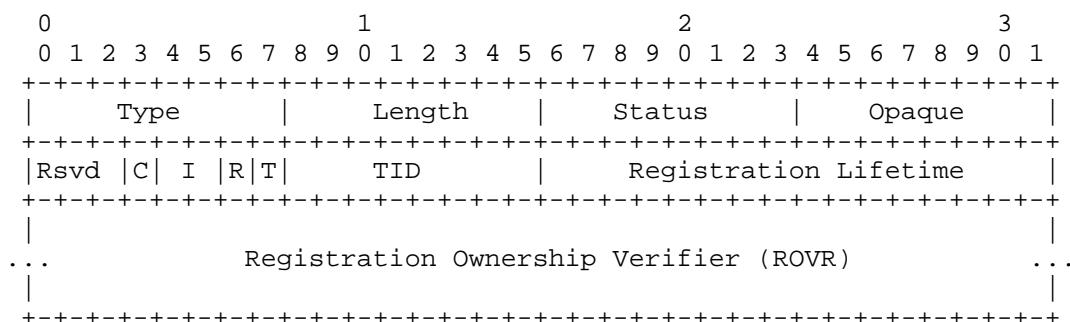 0                   1                   2                   3
 0 1 2 3 4 5 6 7 8 9 0 1 2 3 4 5 6 7 8 9 0 1 2 3 4 5 6 7 8 9 0 1
+-+-+-+-+-+-+-+-+-+-+-+-+-+-+-+-+-+-+-+-+-+-+-+-+-+-+-+-+-+-+-+-+
|     Type      |     Length    |    Status     |    Opaque     |
+-+-+-+-+-+-+-+-+-+-+-+-+-+-+-+-+-+-+-+-+-+-+-+-+-+-+-+-+-+-+-+-+
|Rsvd |C| I |R|T|     TID       |     Registration Lifetime     |
+-+-+-+-+-+-+-+-+-+-+-+-+-+-+-+-+-+-+-+-+-+-+-+-+-+-+-+-+-+-+-+-+
|                                                               |
...            Registration Ownership Verifier (ROVR)           ...
|                                                               |
+-+-+-+-+-+-+-+-+-+-+-+-+-+-+-+-+-+-+-+-+-+-+-+-+-+-+-+-+-+-+-+-+